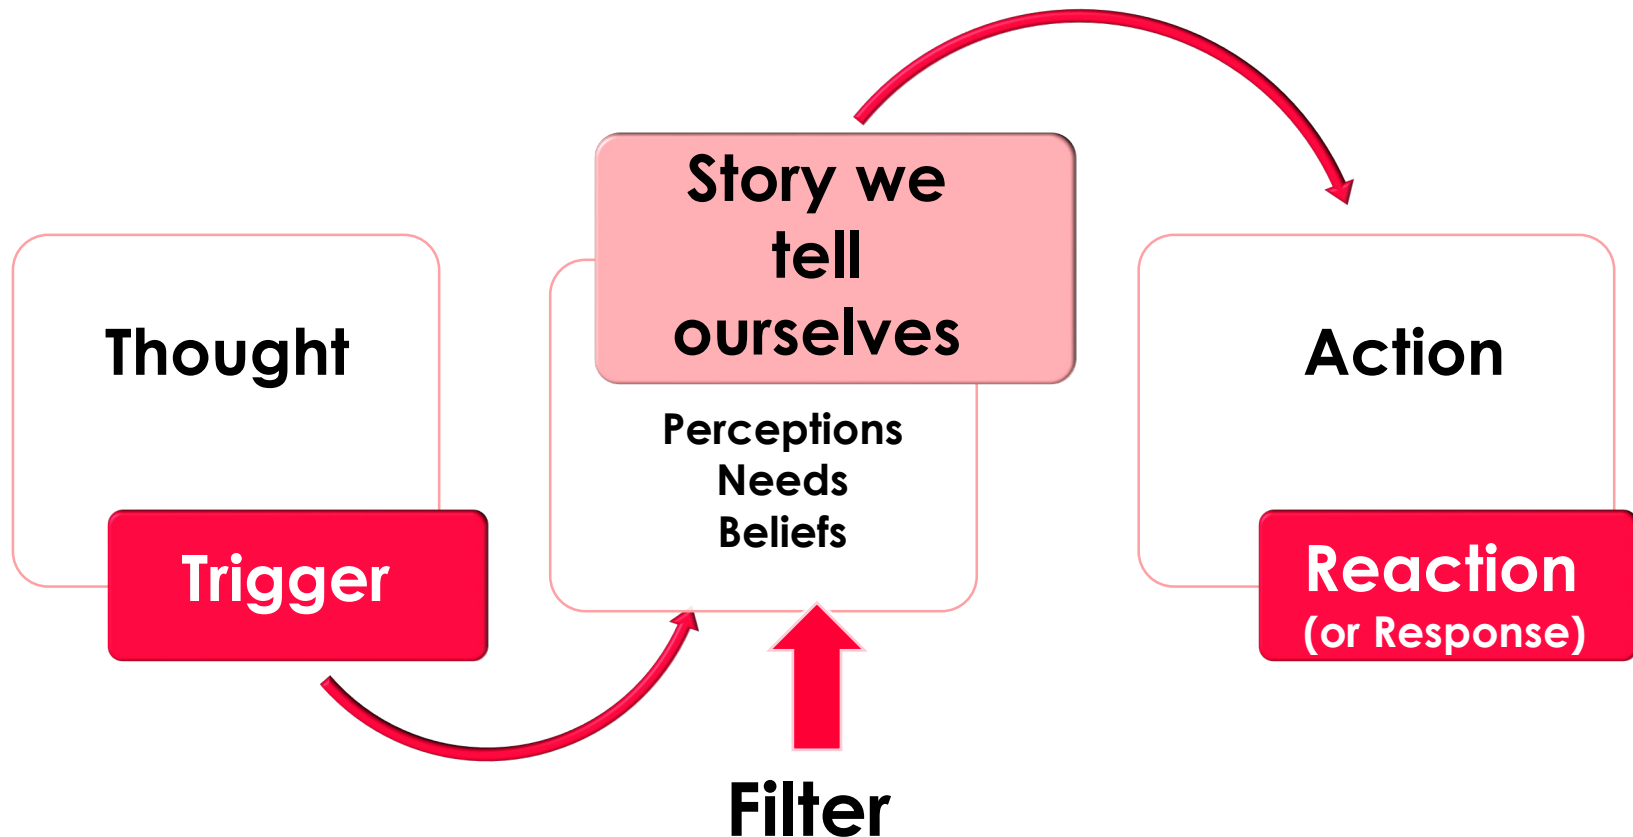 Thought
Trigger
Story we
tell
ourselves
Perceptions
Needs
Beliefs
Filter
Action
Reaction
(or Response)